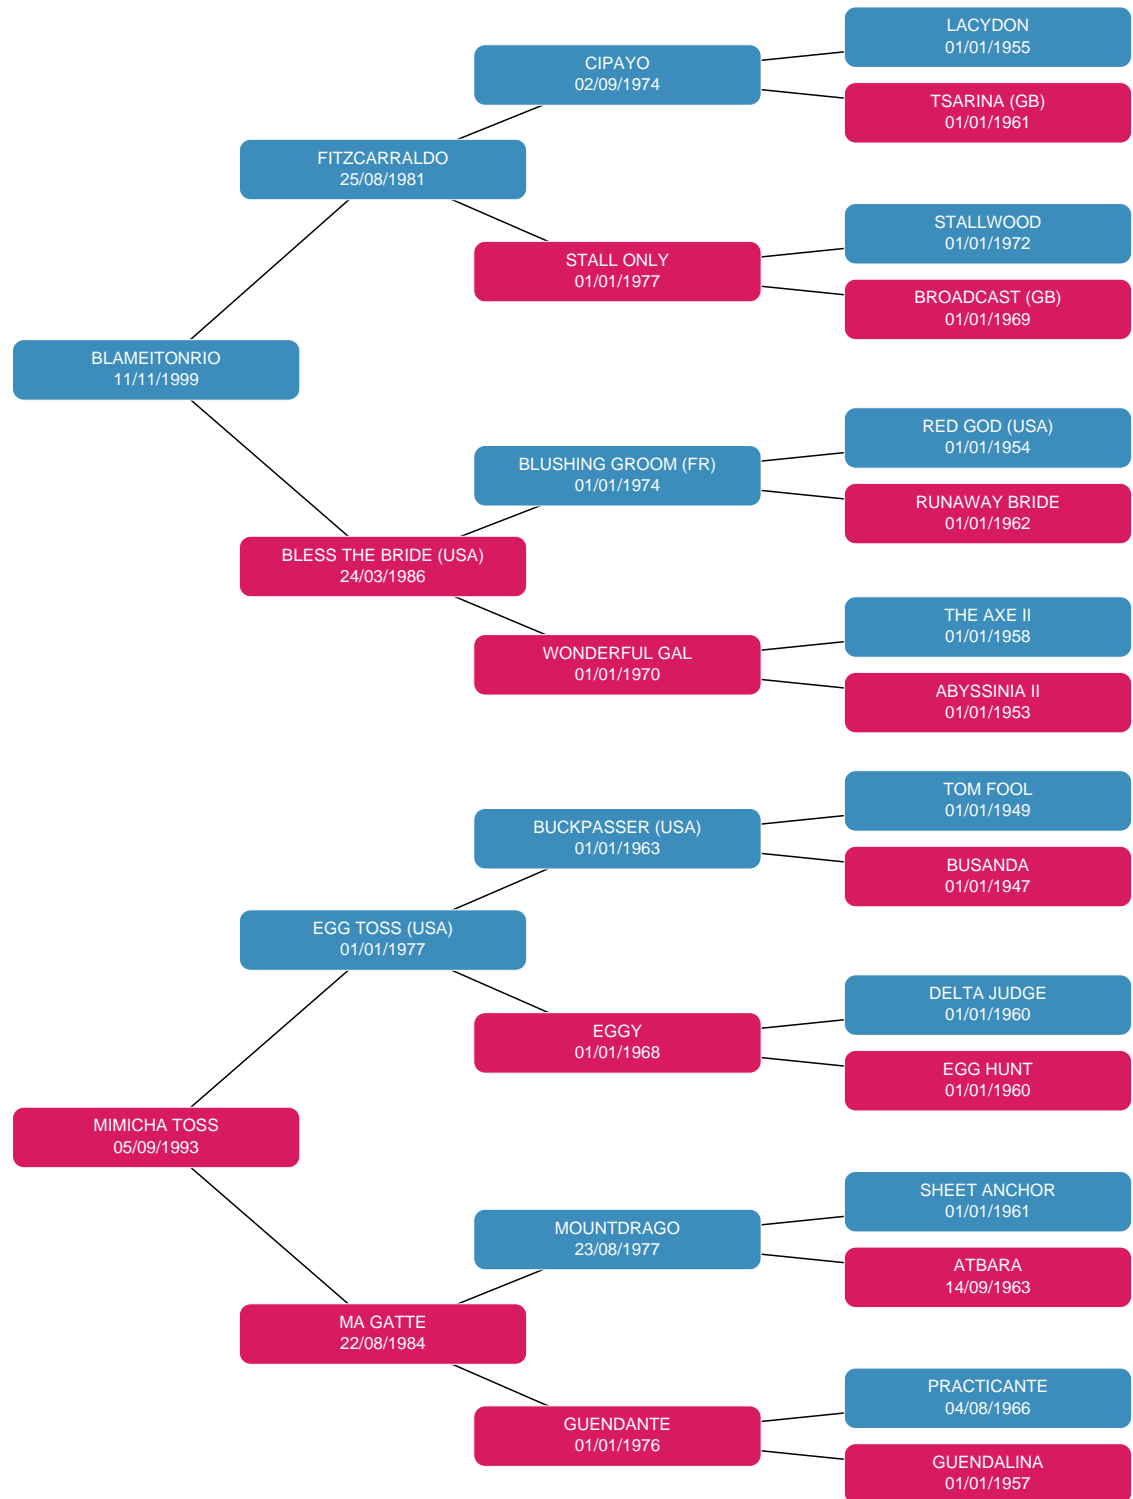 LACYDON
01/01/1955
CIPAYO
02/09/1974
TSARINA (GB)
01/01/1961
FITZCARRALDO
25/08/1981
STALLWOOD
01/01/1972
STALL ONLY
01/01/1977
BROADCAST (GB)
01/01/1969
BLAMEITONRIO
11/11/1999
RED GOD (USA)
01/01/1954
BLUSHING GROOM (FR)
01/01/1974
RUNAWAY BRIDE
01/01/1962
BLESS THE BRIDE (USA)
24/03/1986
THE AXE II
01/01/1958
WONDERFUL GAL
01/01/1970
ABYSSINIA II
01/01/1953
TOM FOOL
01/01/1949
BUCKPASSER (USA)
01/01/1963
BUSANDA
01/01/1947
EGG TOSS (USA)
01/01/1977
DELTA JUDGE
01/01/1960
EGGY
01/01/1968
EGG HUNT
01/01/1960
MIMICHA TOSS
05/09/1993
SHEET ANCHOR
01/01/1961
MOUNTDRAGO
23/08/1977
ATBARA
14/09/1963
MA GATTE
22/08/1984
PRACTICANTE
04/08/1966
GUENDANTE
01/01/1976
GUENDALINA
01/01/1957